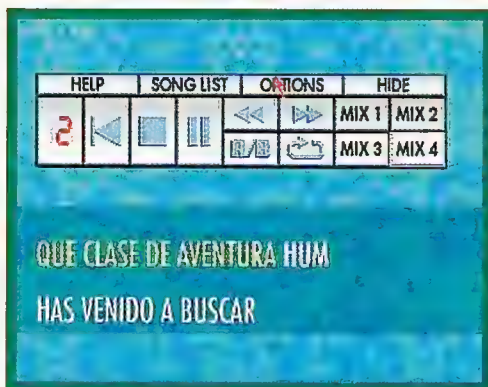 HELP SONG LIST OPTIONS HIDE
2 MIX 1 MIX 2
A/B MIX 3 MIX 4
QUE CLASE DE AVENTURA HUM
HAS VENIDO A BUSCAR